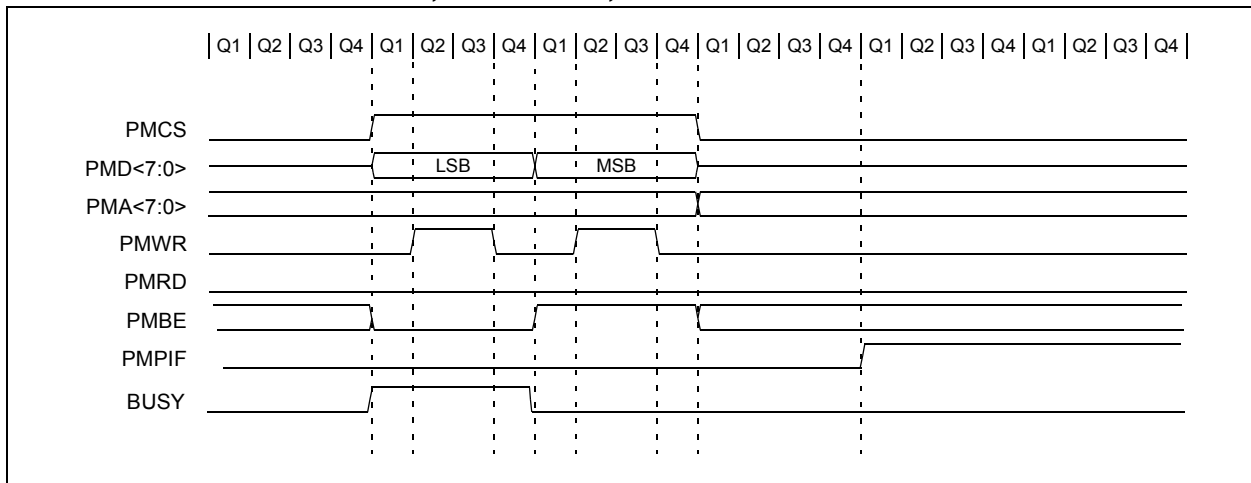 Q1 Q2 Q3 Q4 Q1 Q2 Q3 Q4 Q1 Q2 Q3 Q4 Q1 Q2 Q3 Q4 Q1 Q2 Q3 Q4 Q1 Q2 Q3 Q4
PMCS
PMD<7:0> LSB MSB
PMA<7:0>
PMWR
PMRD
PMBE
PMPIF
BUSY